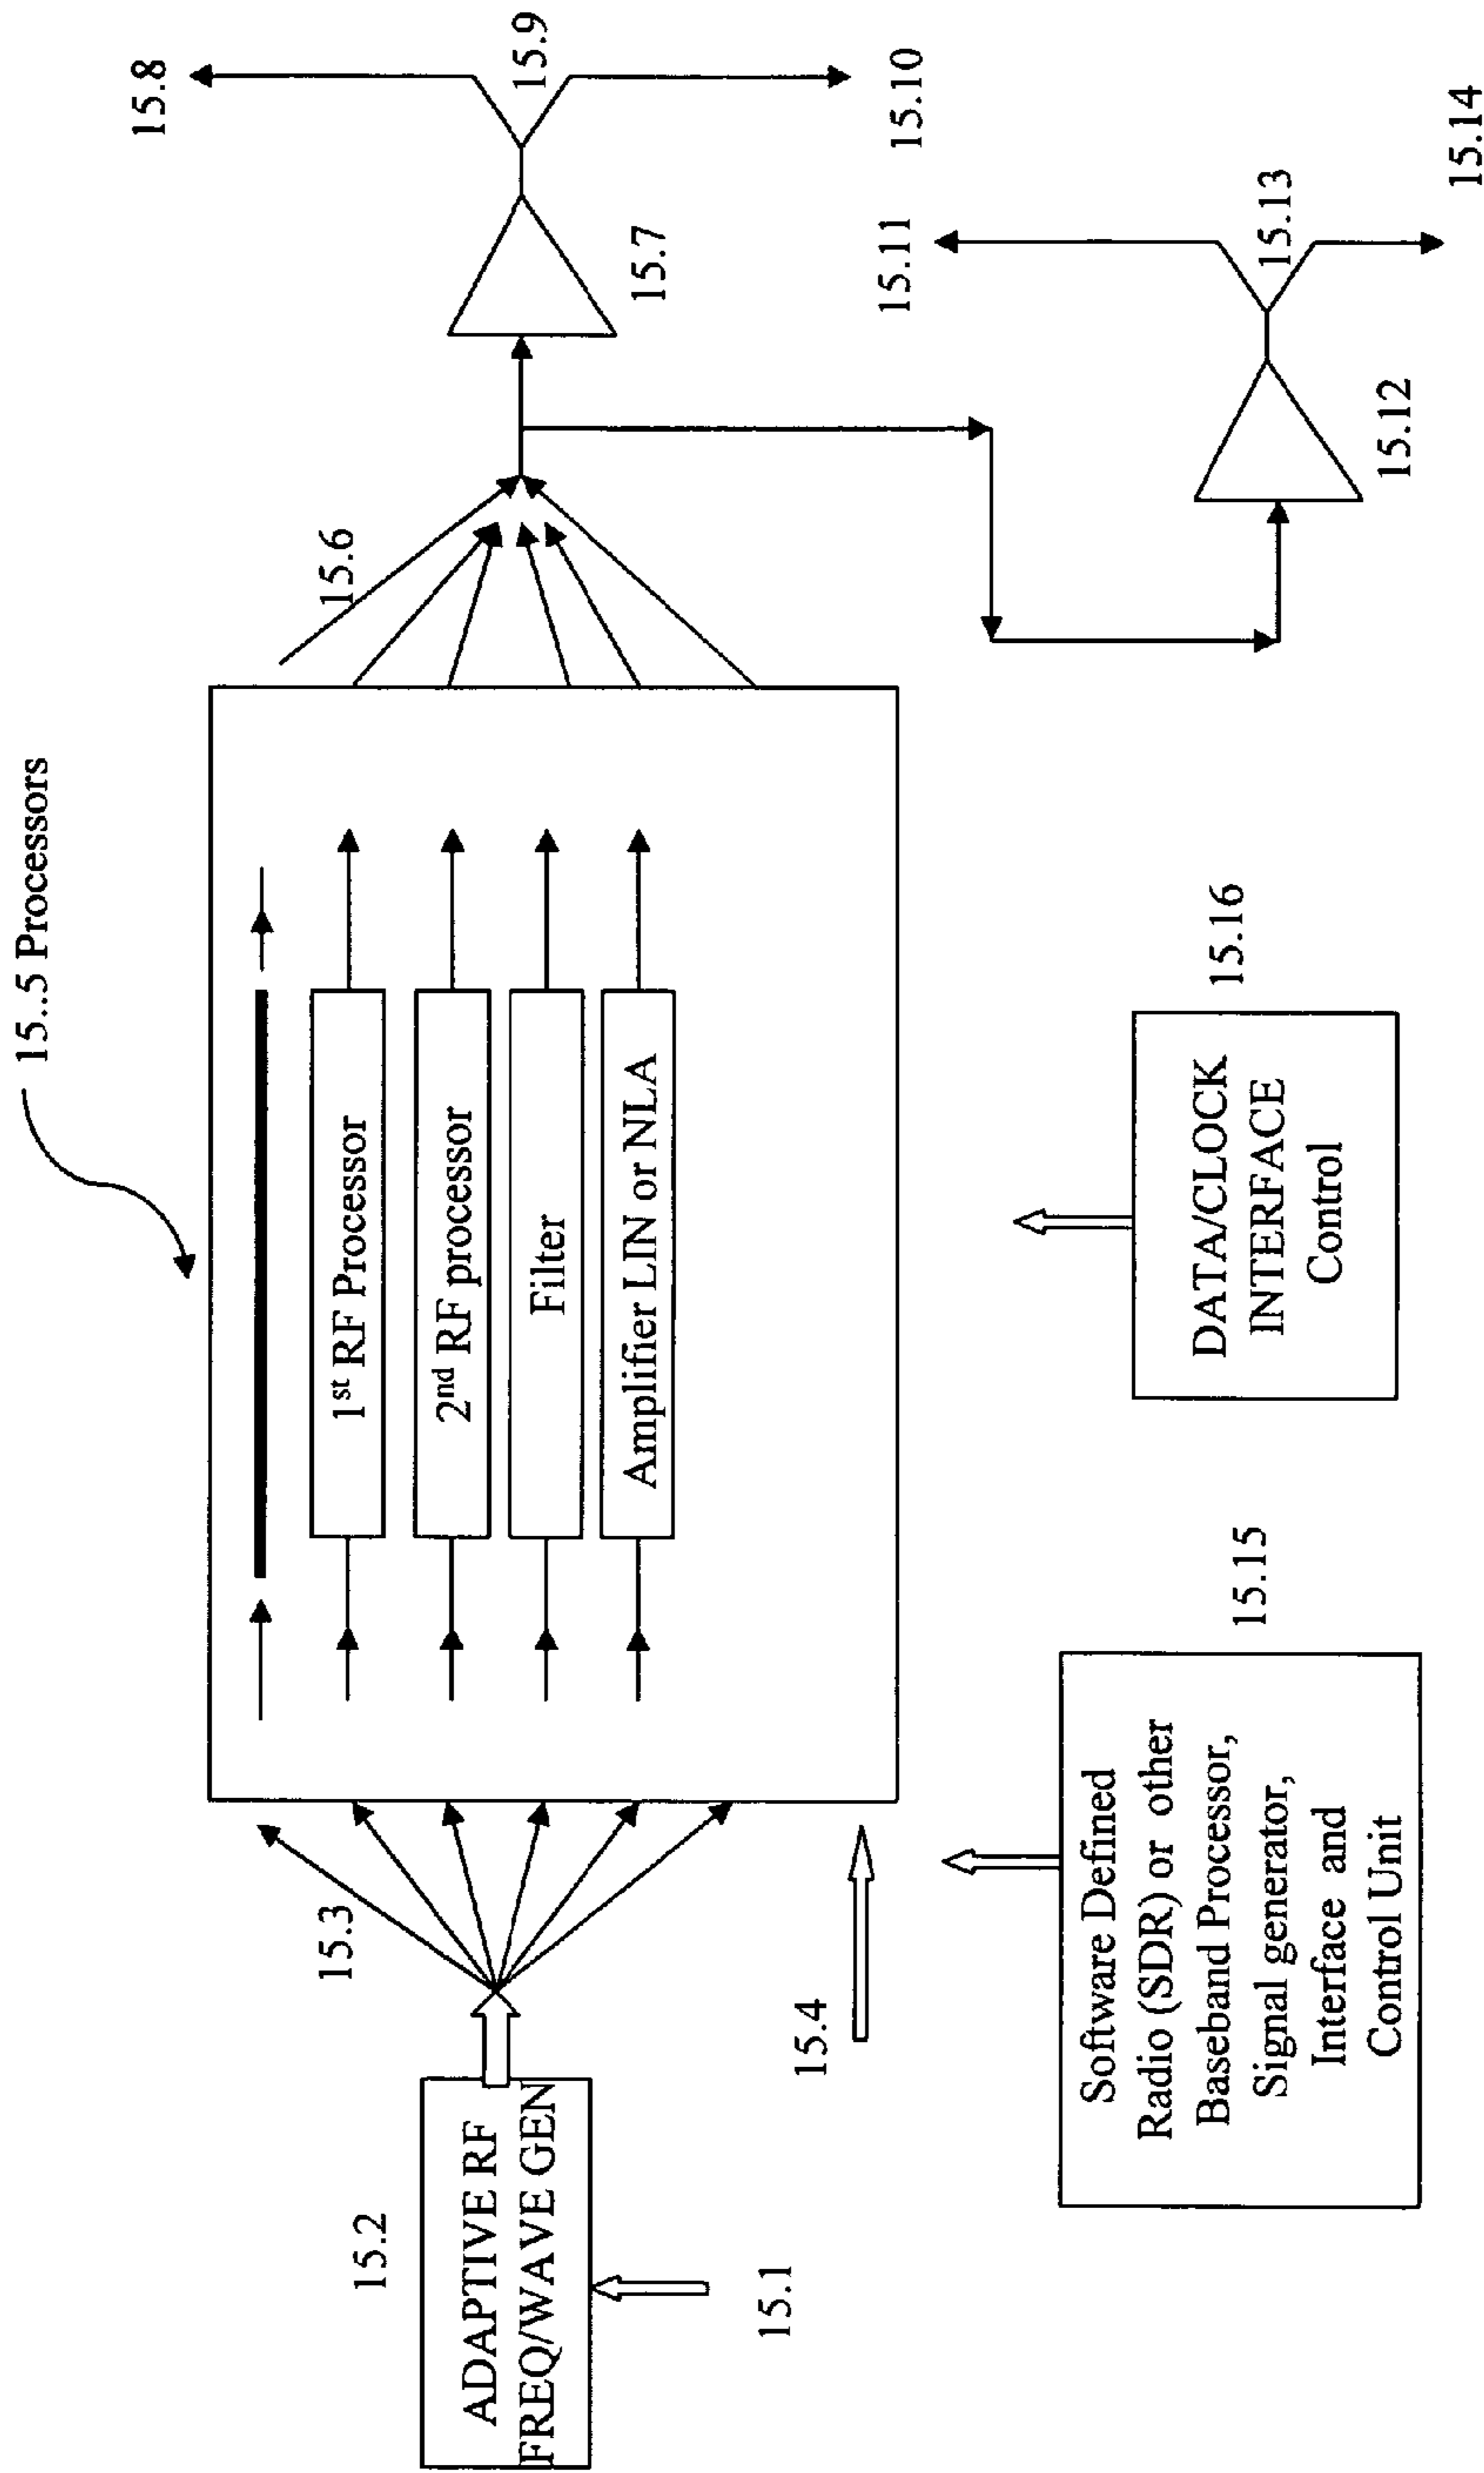 15..5 Processors
15.8
15.9
15.10
15.6
15.7
15.11
15.13
15.14
15.12
15.2
ADAPTIVE RF
FREQ/WAVE GEN
15.1
15.3
15.4
1st RF Processor
2nd RF processor
Filter
Amplifier LIN or NLA
Software Defined
Radio (SDR) or other
Baseband Processor,
Signal generator,
Interface and
Control Unit
15.15
DATA/CLOCK
INTERFACE
Control
15.16